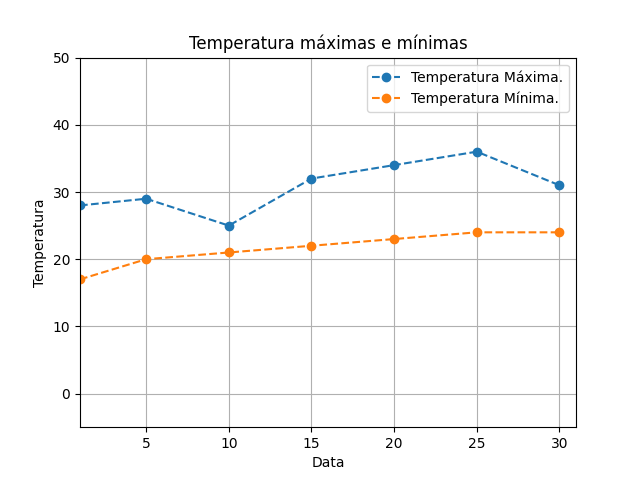 Temperatura máximas e mínimas
Temperatura Máxima.
Temperatura Mínima.
Temperatura
50
40
30
20
10
0
5 10 15 20 25 30
Data